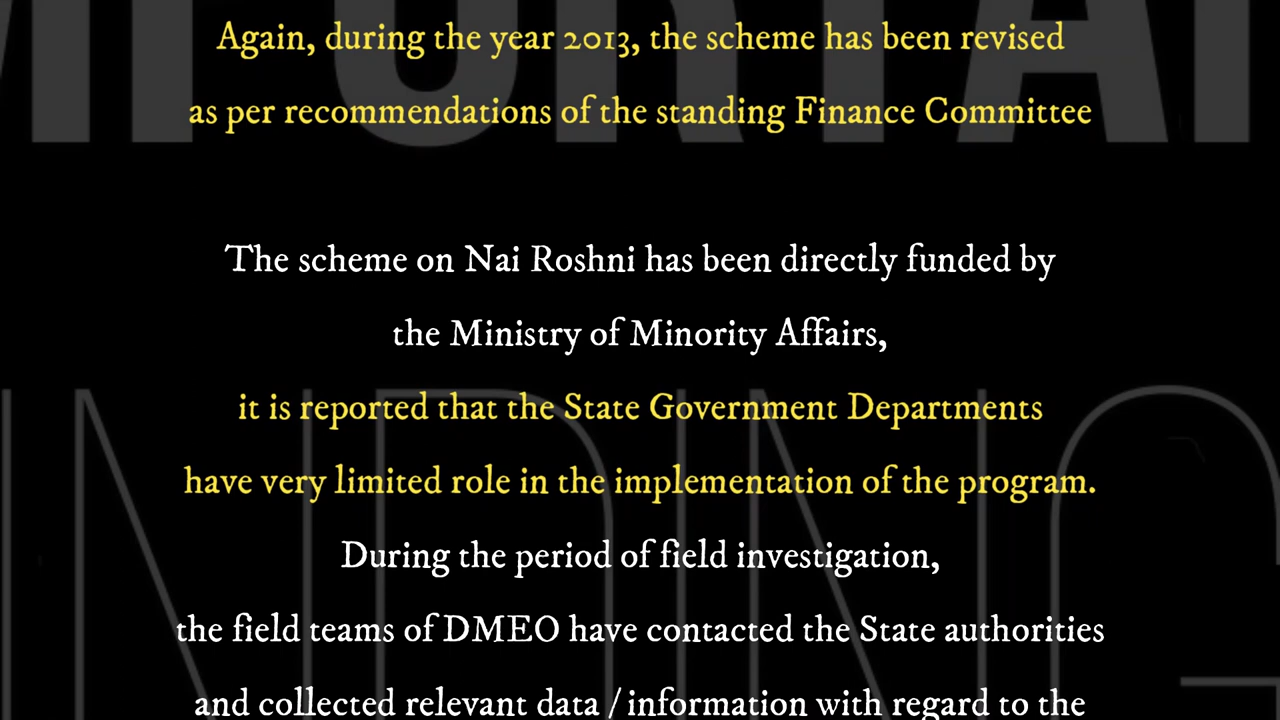 Again, during the year 2013, the scheme has been revised
as per recommendations of the standing Finance Committee
The scheme on Nai Roshni has been directly funded by
the Ministry of Minority Affairs,
it is reported that the State Government Departments
have very limited role in the implementation of the program.
During the period of field investigation,
the field teams of DMEO have contacted the State authorities
and collected relevant data / information with regard to the